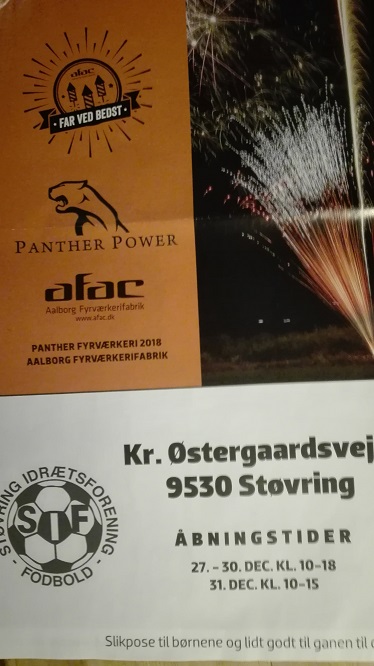 afac
· FAR VED BEDST ·
PANTHER POWER
afac
Aalborg Fyrværkerifabrik
www.afac.dk
PANTHER FYRVÆRKERI 2018
AALBORG FYRVÆRKERIFABRIK
Kr. Østergaardsvej
9530 Støvring
STØVRING IDRÆTSFORENING
SIF
- FODBOLD -
ÅBNINGSTIDER
27. – 30. DEC. KL. 10–18
31. DEC. KL. 10–15
Slikpose til børnene og lidt godt til ganen til